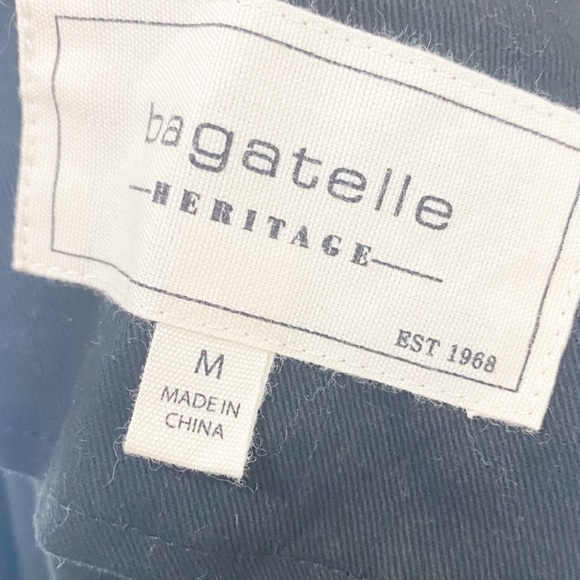 bagatelle
HERITAGE
EST 1968
M
MADE IN
CHINA